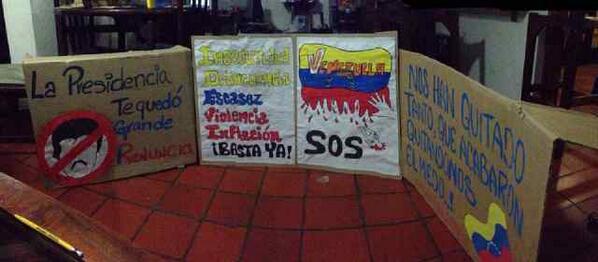 La Presidencia
Te quedó
Grande
Renuncia
Inseguridad
Delincuencia
Escasez
Violencia
Inflación
¡BASTA YA!
VENEZUELA
SOS
NOS HAN QUITADO
TANTO QUE ACABARON
QUITANDONOS
EL MIEDO..!!